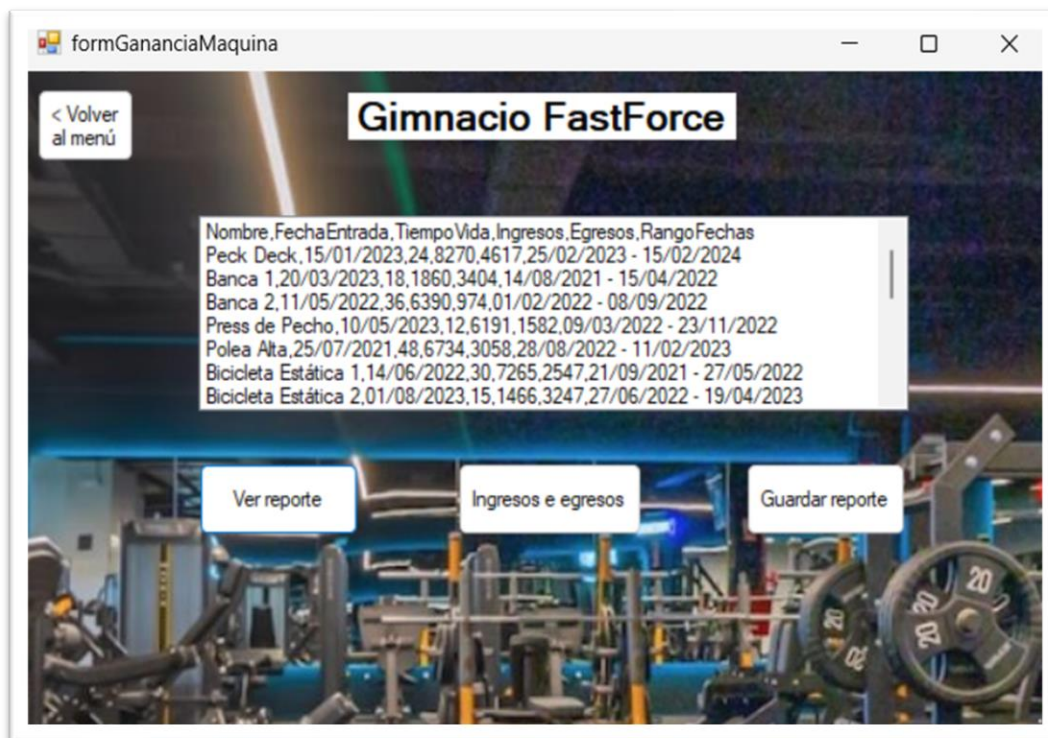 formGananciaMaquina
< Volver
al menú
Gimnacio FastForce
Nombre,FechaEntrada,TiempoVida,Ingresos,Egresos,RangoFechas
Peck Deck,15/01/2023,24,8270,4617,25/02/2023 - 15/02/2024
Banca 1,20/03/2023,18,1860,3404,14/08/2021 - 15/04/2022
Banca 2,11/05/2022,36,6390,974,01/02/2022 - 08/09/2022
Press de Pecho,10/05/2023,12,6191,1582,09/03/2022 - 23/11/2022
Polea Alta,25/07/2021,48,6734,3058,28/08/2022 - 11/02/2023
Bicicleta Estática 1,14/06/2022,30,7265,2547,21/09/2021 - 27/05/2022
Bicicleta Estática 2,01/08/2023,15,1466,3247,27/06/2022 - 19/04/2023
Ver reporte
Ingresos e egresos
Guardar reporte
20
20
20
20
20